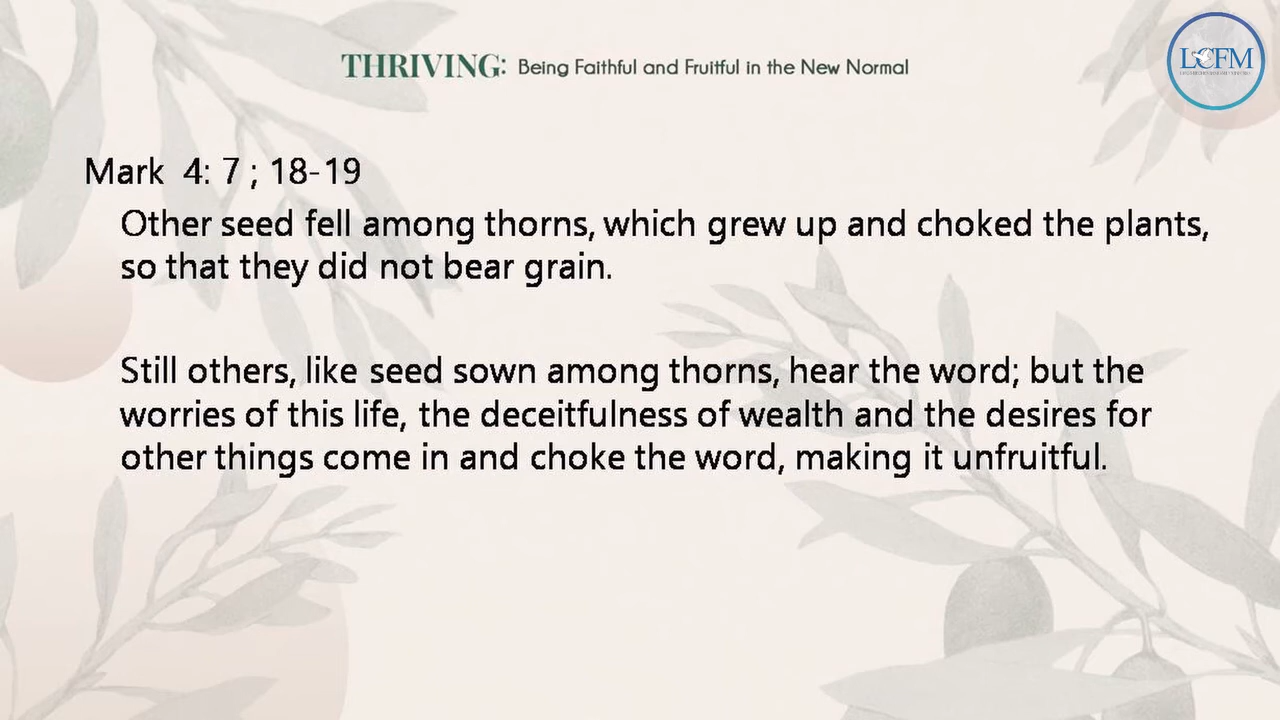 THRIVING: Being Faithful and Fruitful in the New Normal
LCFM
Mark 4: 7 ; 18-19
Other seed fell among thorns, which grew up and choked the plants,
so that they did not bear grain.
Still others, like seed sown among thorns, hear the word; but the
worries of this life, the deceitfulness of wealth and the desires for
other things come in and choke the word, making it unfruitful.